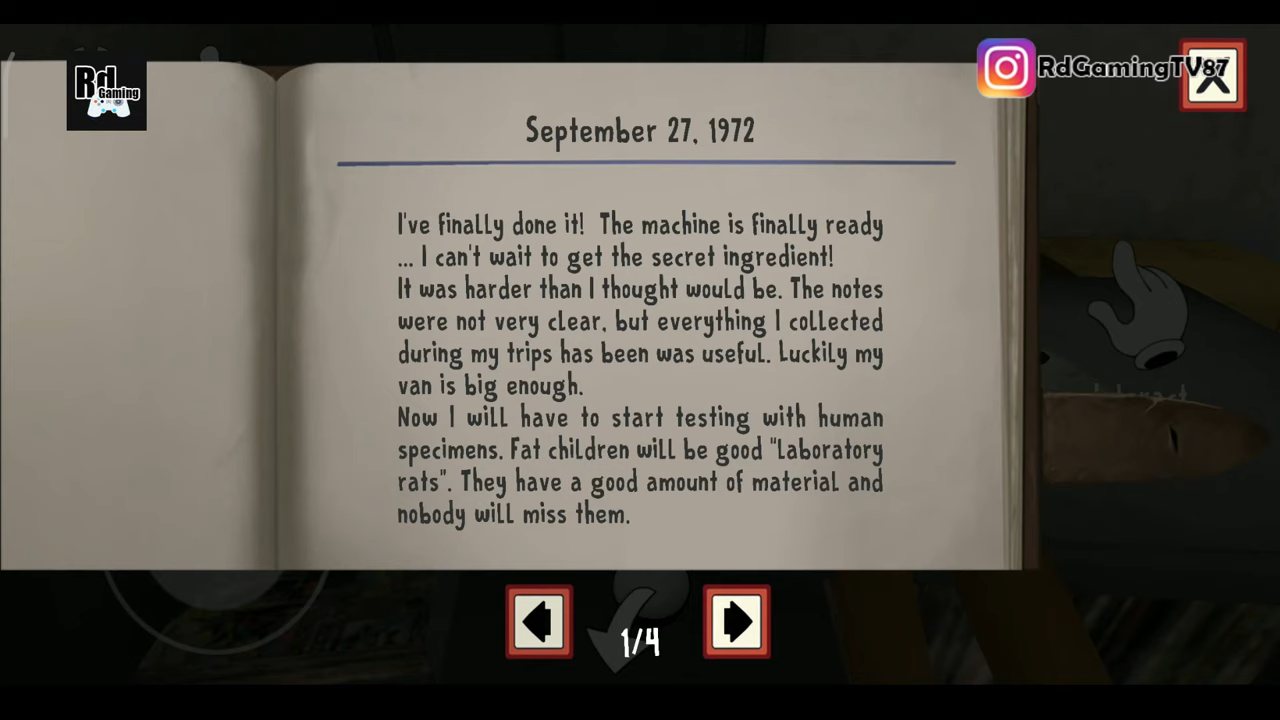 Rd
Gaming
RdGamingTV87
September 27, 1972
I've finally done it! The machine is finally ready
... I can't wait to get the secret ingredient!
It was harder than I thought would be. The notes
were not very clear, but everything I collected
during my trips has been was useful. Luckily my
van is big enough.
Now I will have to start testing with human
specimens. Fat children will be good "Laboratory
rats". They have a good amount of material and
nobody will miss them.
1/4